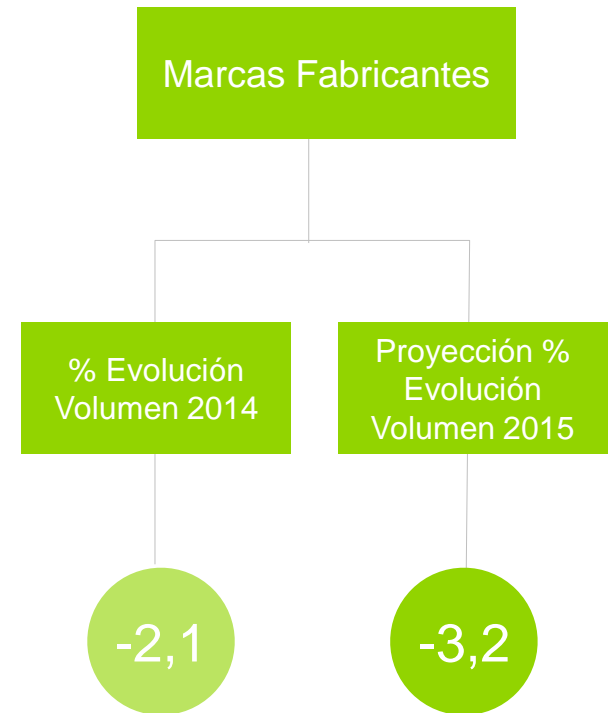 Marcas Fabricantes
% Evolución
Volumen 2014
Proyección %
Evolución
Volumen 2015
-2,1
-3,2